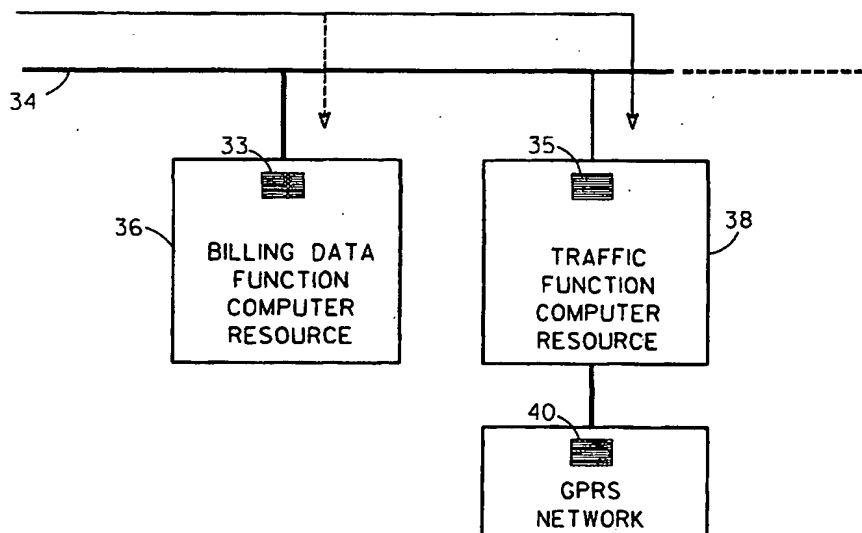 34
33
35
36
38
BILLING DATA
FUNCTION
COMPUTER
RESOURCE
TRAFFIC
FUNCTION
COMPUTER
RESOURCE
40
GPRS
NETWORK